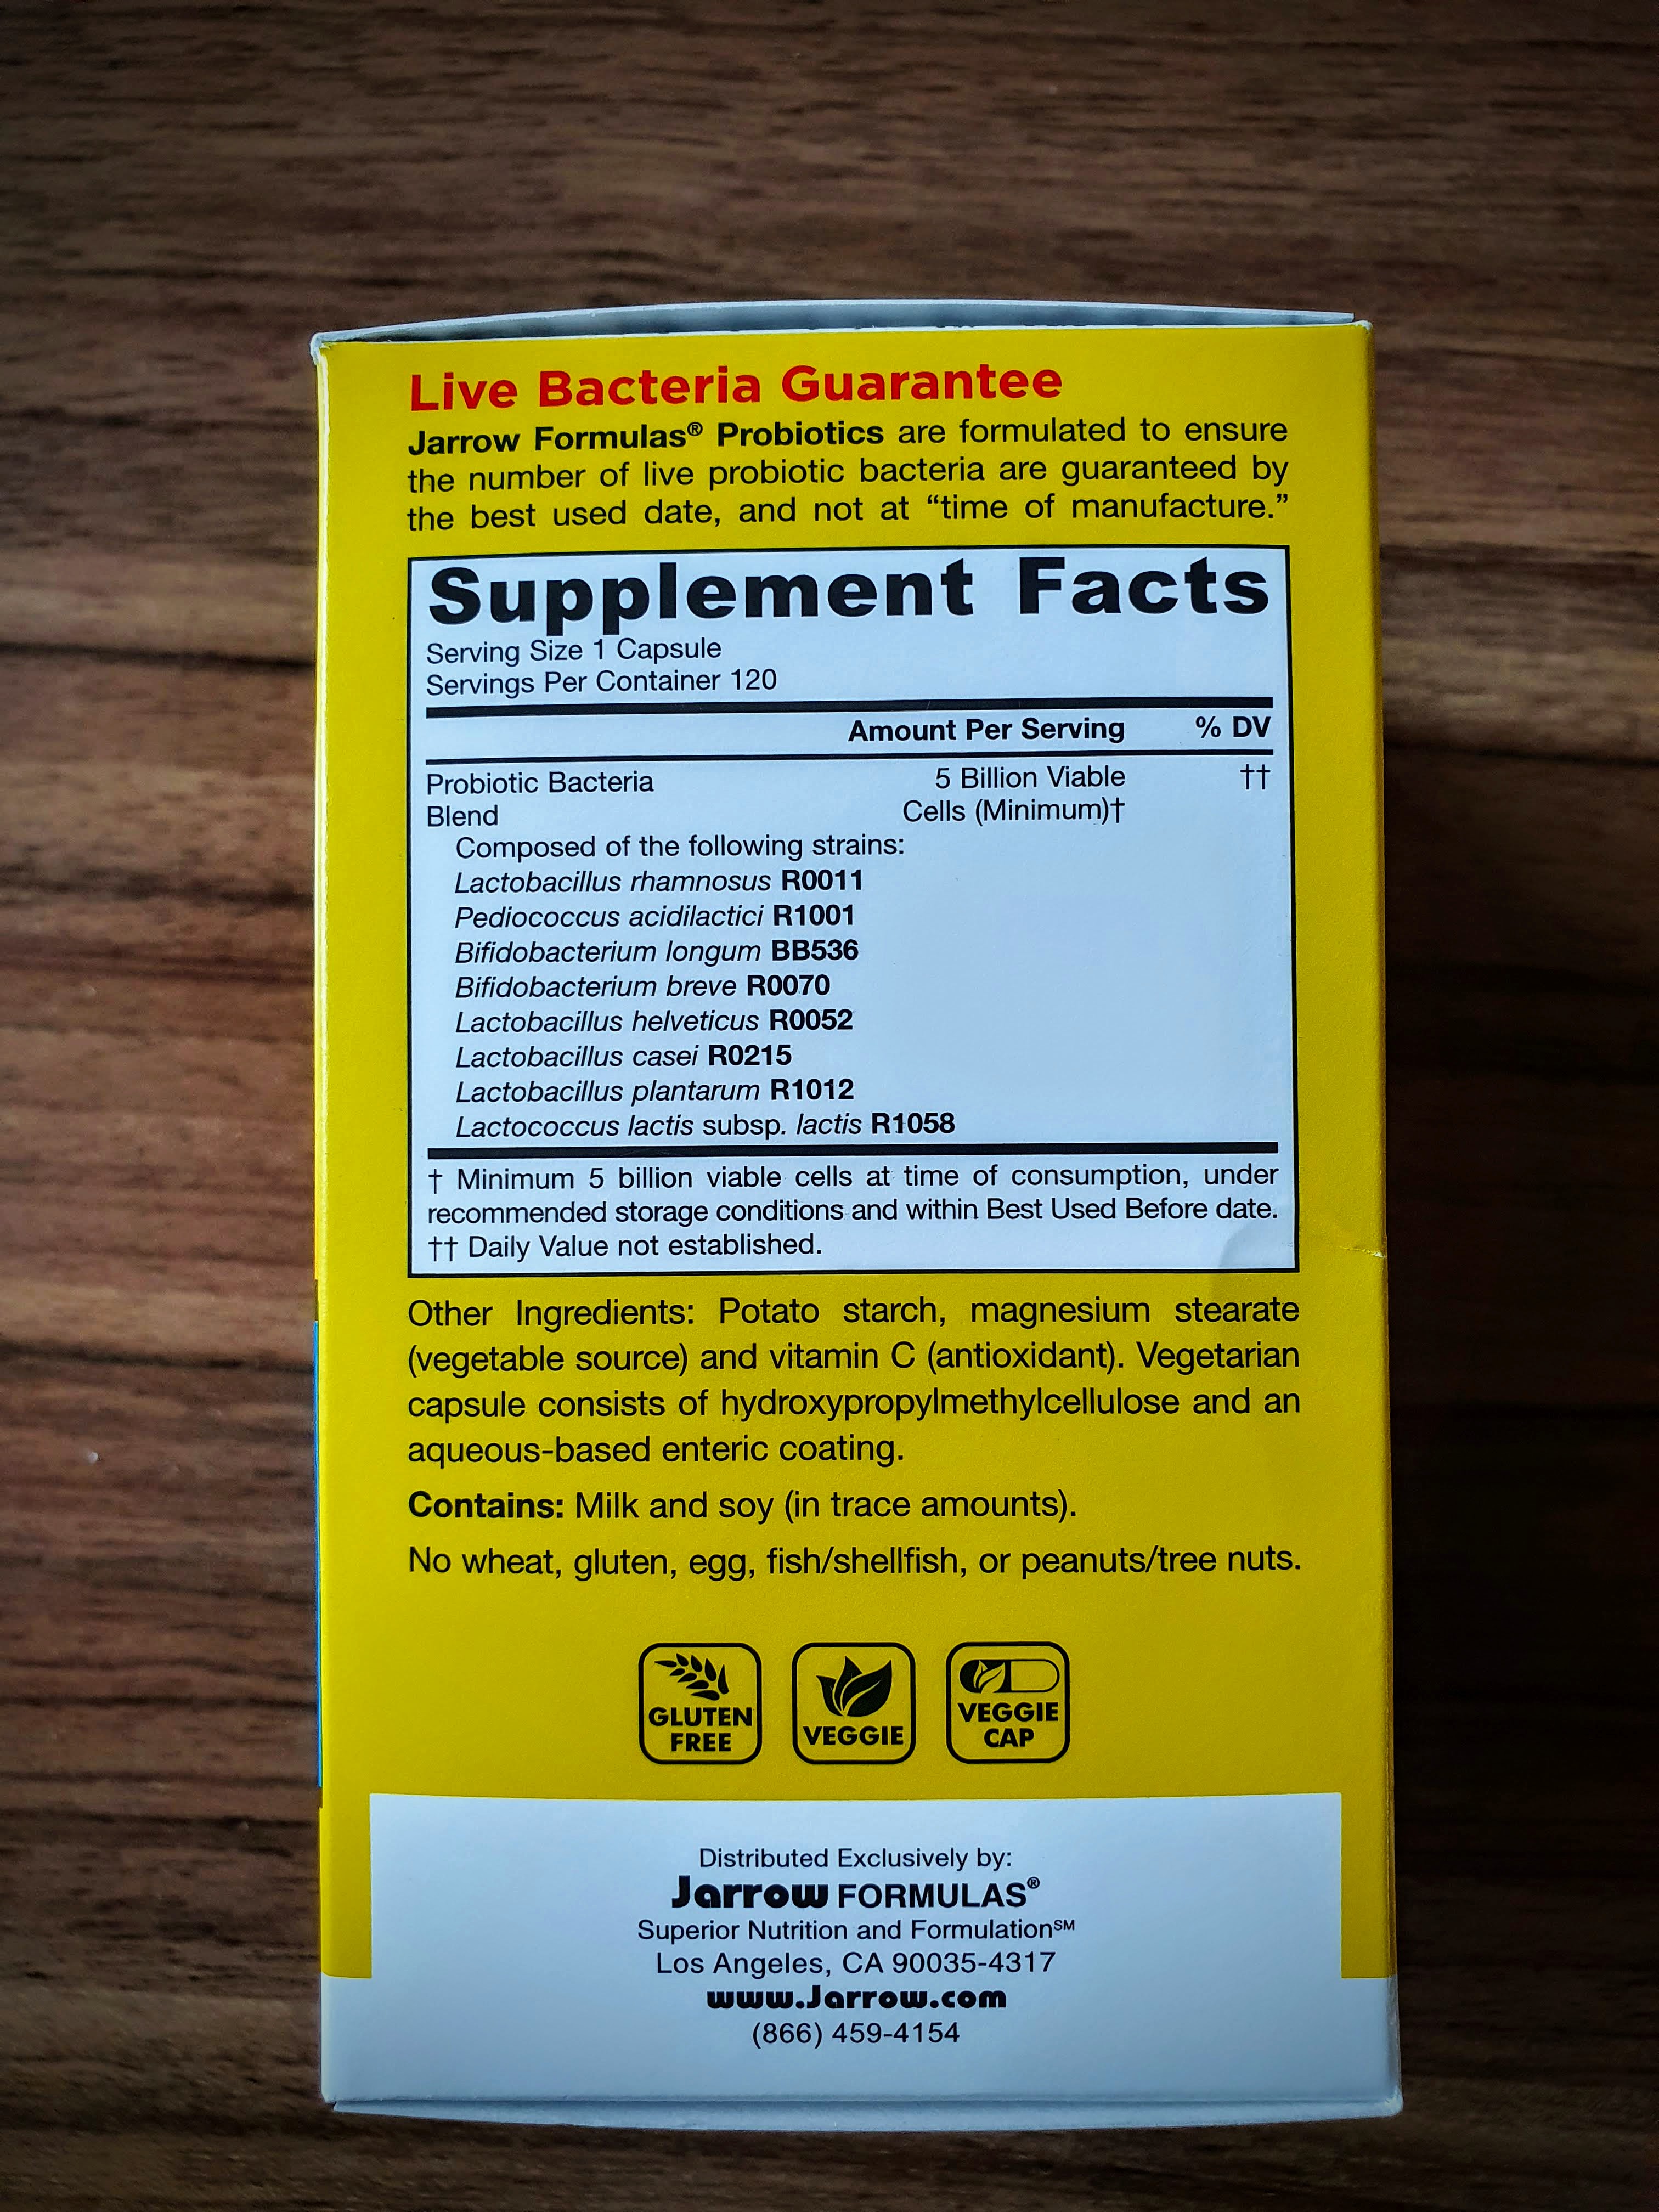 Live Bacteria Guarantee
Jarrow Formulas® Probiotics are formulated to ensure
the number of live probiotic bacteria are guaranteed by
the best used date, and not at “time of manufacture.”
Supplement Facts
Serving Size 1 Capsule
Servings Per Container 120
Amount Per Serving % DV
Probiotic Bacteria 5 Billion Viable ††
Blend Cells (Minimum)†
Composed of the following strains:
Lactobacillus rhamnosus R0011
Pediococcus acidilactici R1001
Bifidobacterium longum BB536
Bifidobacterium breve R0070
Lactobacillus helveticus R0052
Lactobacillus casei R0215
Lactobacillus plantarum R1012
Lactococcus lactis subsp. lactis R1058
† Minimum 5 billion viable cells at time of consumption, under
recommended storage conditions and within Best Used Before date.
†† Daily Value not established.
Other Ingredients: Potato starch, magnesium stearate
(vegetable source) and vitamin C (antioxidant). Vegetarian
capsule consists of hydroxypropylmethylcellulose and an
aqueous-based enteric coating.
Contains: Milk and soy (in trace amounts).
No wheat, gluten, egg, fish/shellfish, or peanuts/tree nuts.
GLUTEN
FREE
VEGGIE
VEGGIE
CAP
Distributed Exclusively by:
Jarrow FORMULAS®
Superior Nutrition and Formulation℠
Los Angeles, CA 90035-4317
www.Jarrow.com
(866) 459-4154